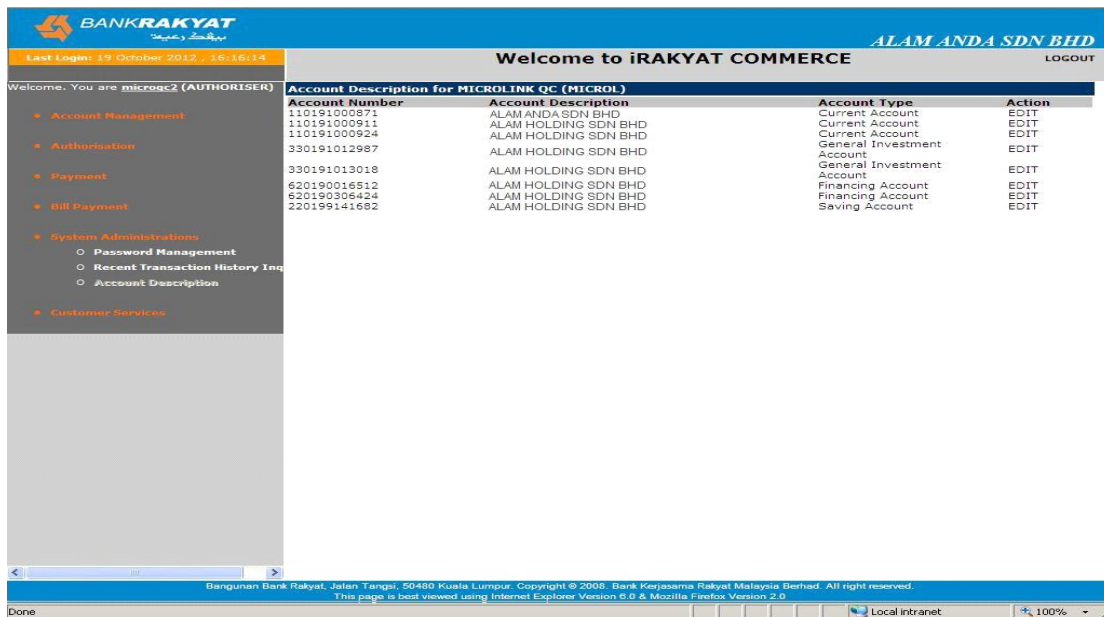 BANKRAKYAT
بيڠکڤ رعية
ALAM ANDA SDN BHD
Last Login: 19 October 2012 , 16:16:14
Welcome to iRAKYAT COMMERCE
LOGOUT
Welcome. You are microqc2 (AUTHORISER)
Account Management
Authorisation
Payment
Bill Payment
System Administrations
Password Management
Recent Transaction History Inq
Account Description
Customer Services
Account Description for MICROLINK QC (MICROL)
Account Number Account Description Account Type Action
110191000871 ALAM ANDA SDN BHD Current Account EDIT
110191000911 ALAM HOLDING SDN BHD Current Account EDIT
110191000924 ALAM HOLDING SDN BHD Current Account EDIT
330191012987 ALAM HOLDING SDN BHD General Investment Account EDIT
330191013018 ALAM HOLDING SDN BHD General Investment Account EDIT
620190016512 ALAM HOLDING SDN BHD Financing Account EDIT
620190306424 ALAM HOLDING SDN BHD Financing Account EDIT
220199141682 ALAM HOLDING SDN BHD Saving Account EDIT
Bangunan Bank Rakyat, Jalan Tangsi, 50480 Kuala Lumpur. Copyright © 2008. Bank Kerjasama Rakyat Malaysia Berhad. All right reserved.
This page is best viewed using Internet Explorer Version 6.0 & Mozilla Firefox Version 2.0
Done Local intranet 100%